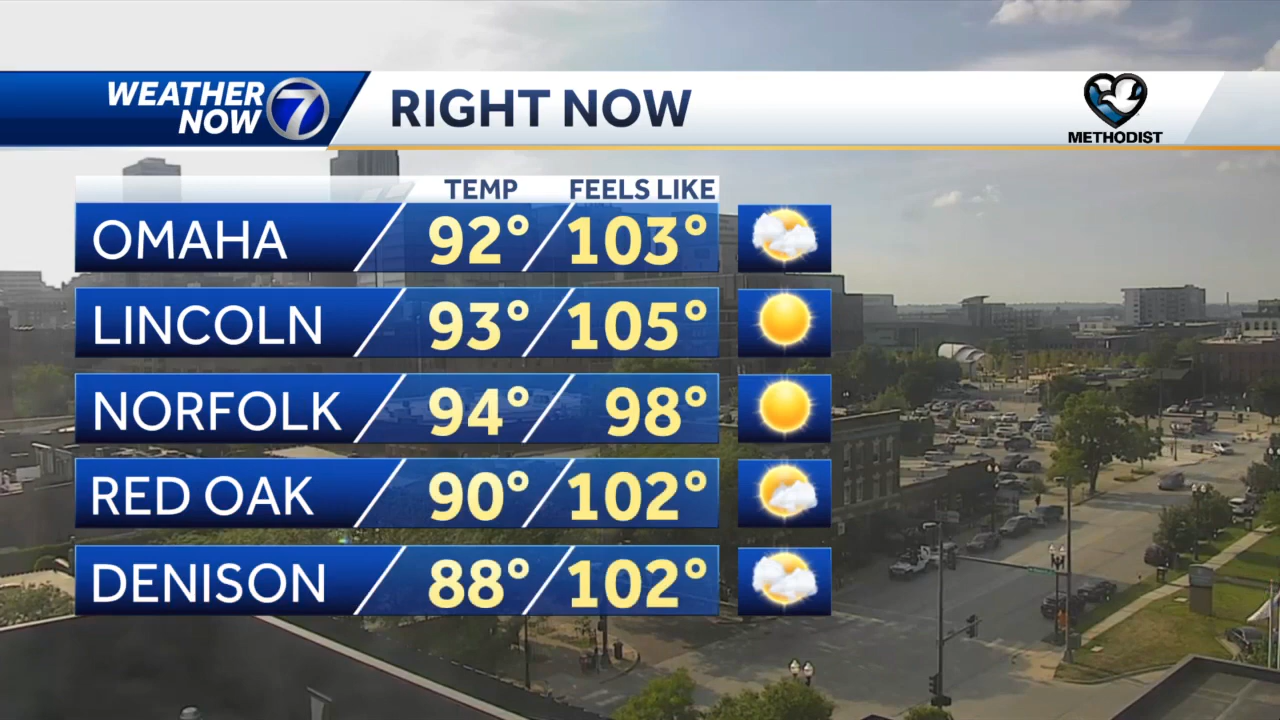 WEATHER
NOW 7
RIGHT NOW
METHODIST
TEMP FEELS LIKE
OMAHA 92° 103°
LINCOLN 93° 105°
NORFOLK 94° 98°
RED OAK 90° 102°
DENISON 88° 102°